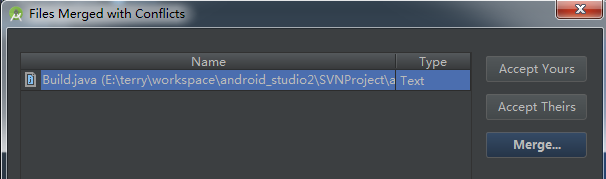 Files Merged with Conflicts
Name Type
Build.java (E:\terry\workspace\android_studio2\SVNProject\a Text
Accept Yours
Accept Theirs
Merge...